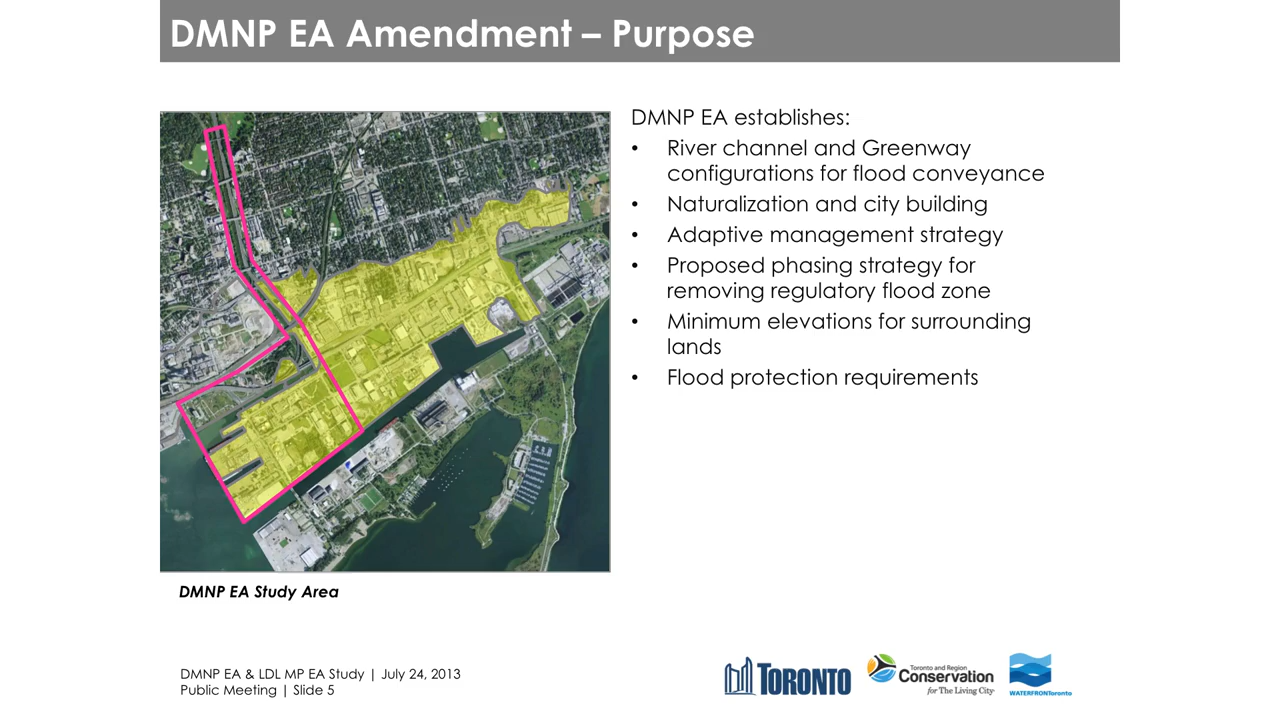 DMNP EA Amendment – Purpose
DMNP EA establishes:
• River channel and Greenway
configurations for flood conveyance
• Naturalization and city building
• Adaptive management strategy
• Proposed phasing strategy for
removing regulatory flood zone
• Minimum elevations for surrounding
lands
• Flood protection requirements
DMNP EA Study Area
DMNP EA & LDL MP EA Study | July 24, 2013
Public Meeting | Slide 5
TORONTO
Toronto and Region
Conservation
for The Living City
WATERFRONToronto